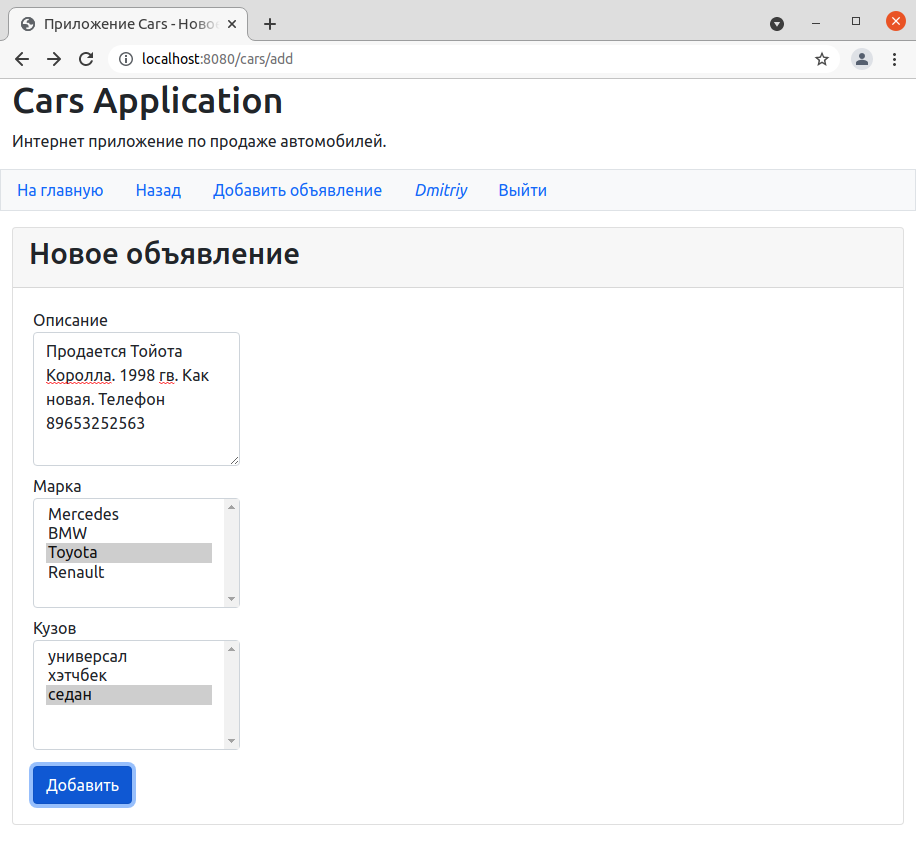 Приложение Cars - Ново
localhost:8080/cars/add
Cars Application
Интернет приложение по продаже автомобилей.
На главную Назад Добавить объявление Dmitriy Выйти
Новое объявление
Описание
Продается Тойота
Королла. 1998 гв. Как
новая. Телефон
89653252563
Марка
Mercedes
BMW
Toyota
Renault
Кузов
универсал
хэтчбек
седан
Добавить